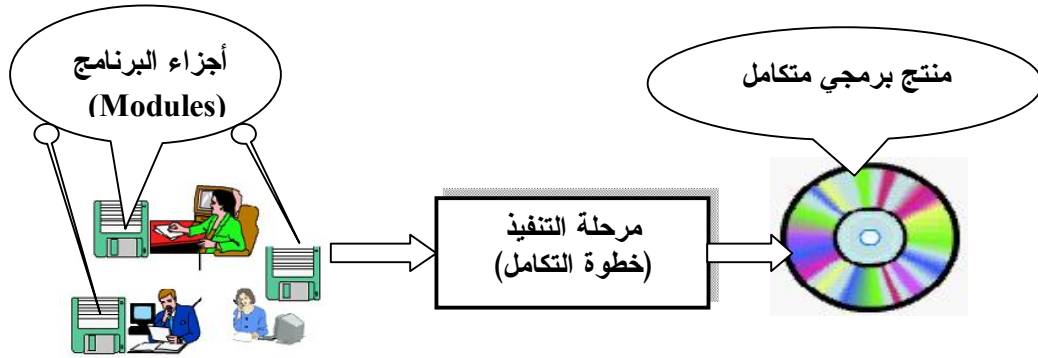 أجزاء البرنامج
(Modules)
منتج برمجي متكامل
مرحلة التنفيذ
(خطوة التكامل)